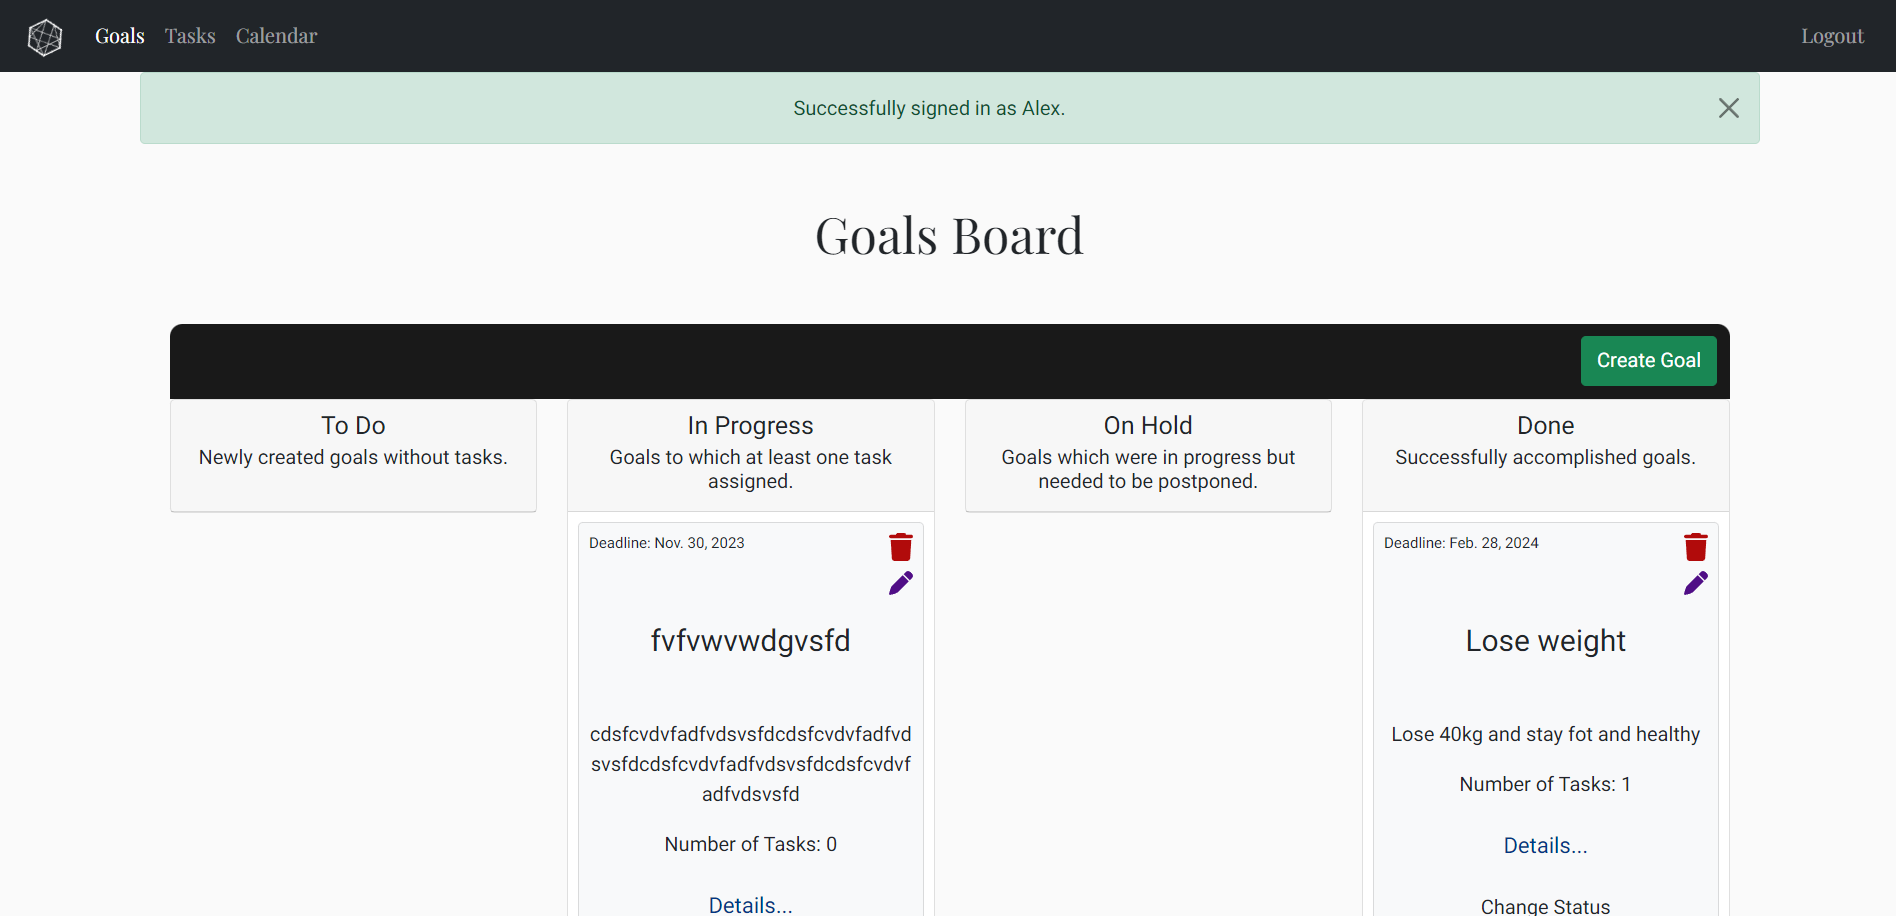 Goals Tasks Calendar Logout
Successfully signed in as Alex.
Goals Board
Create Goal
To Do
Newly created goals without tasks.
In Progress
Goals to which at least one task
assigned.
On Hold
Goals which were in progress but
needed to be postponed.
Done
Successfully accomplished goals.
Deadline: Nov. 30, 2023
fvfvwvwdgvsfd
cdsfcvdvfadfvdsvsfdcdsfcvdvfadfvd
svsfdcdsfcvdvfadfvdsvsfdcdsfcvdvf
adfvdsvsfd
Number of Tasks: 0
Details...
Deadline: Feb. 28, 2024
Lose weight
Lose 40kg and stay fot and healthy
Number of Tasks: 1
Details...
Change Status